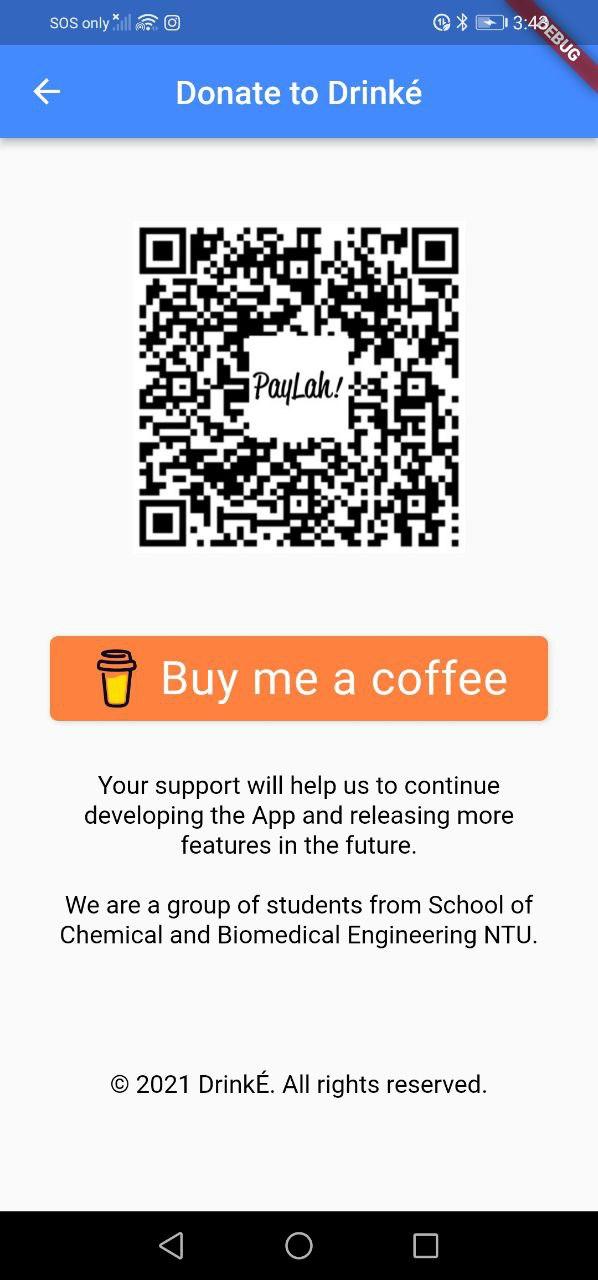 SOS only
DEBUG
Donate to Drinké
PayLah!
Buy me a coffee
Your support will help us to continue
developing the App and releasing more
features in the future.
We are a group of students from School of
Chemical and Biomedical Engineering NTU.
© 2021 DrinkÉ. All rights reserved.